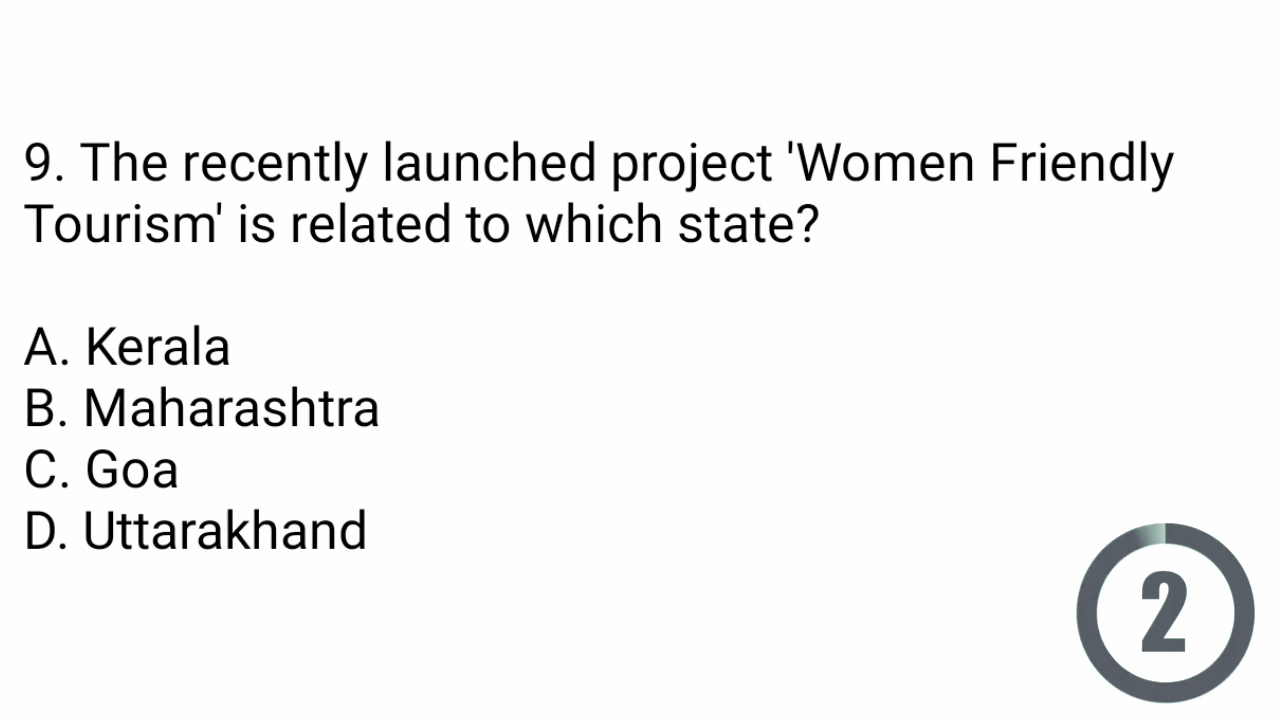 9. The recently launched project 'Women Friendly
Tourism' is related to which state?
A. Kerala
B. Maharashtra
C. Goa
D. Uttarakhand
2